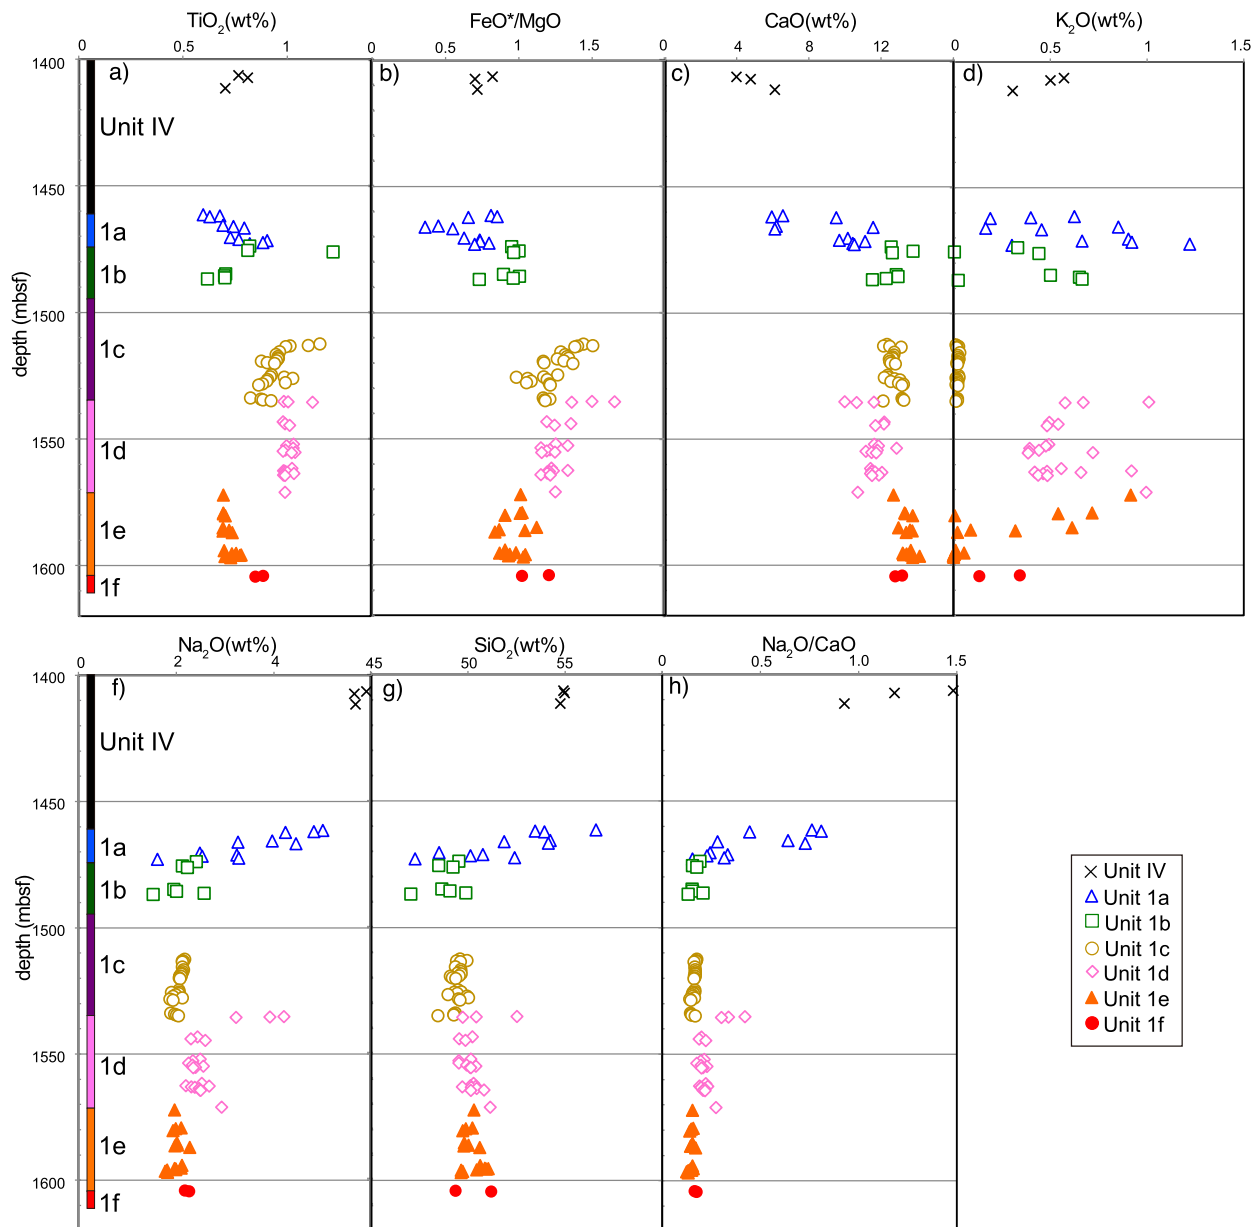 TiO2(wt%) FeO*/MgO CaO(wt%) K2O(wt%)
0 0.5 1 0 0.5 1 1.5 0 4 8 12 0 0.5 1 1.5
1400 a) b) c) d)
Unit IV
1450
1a
1b
1500
1c
1550
1d
1e
1600
1f
depth (mbsf)
Na2O(wt%) SiO2(wt%) Na2O/CaO
0 2 4 45 50 55 0 0.5 1.0 1.5
1400 f) g) h)
Unit IV
1450
1a
1b
1500
1c
1550
1d
1e
1600
1f
depth (mbsf)
Unit IV
Unit 1a
Unit 1b
Unit 1c
Unit 1d
Unit 1e
Unit 1f